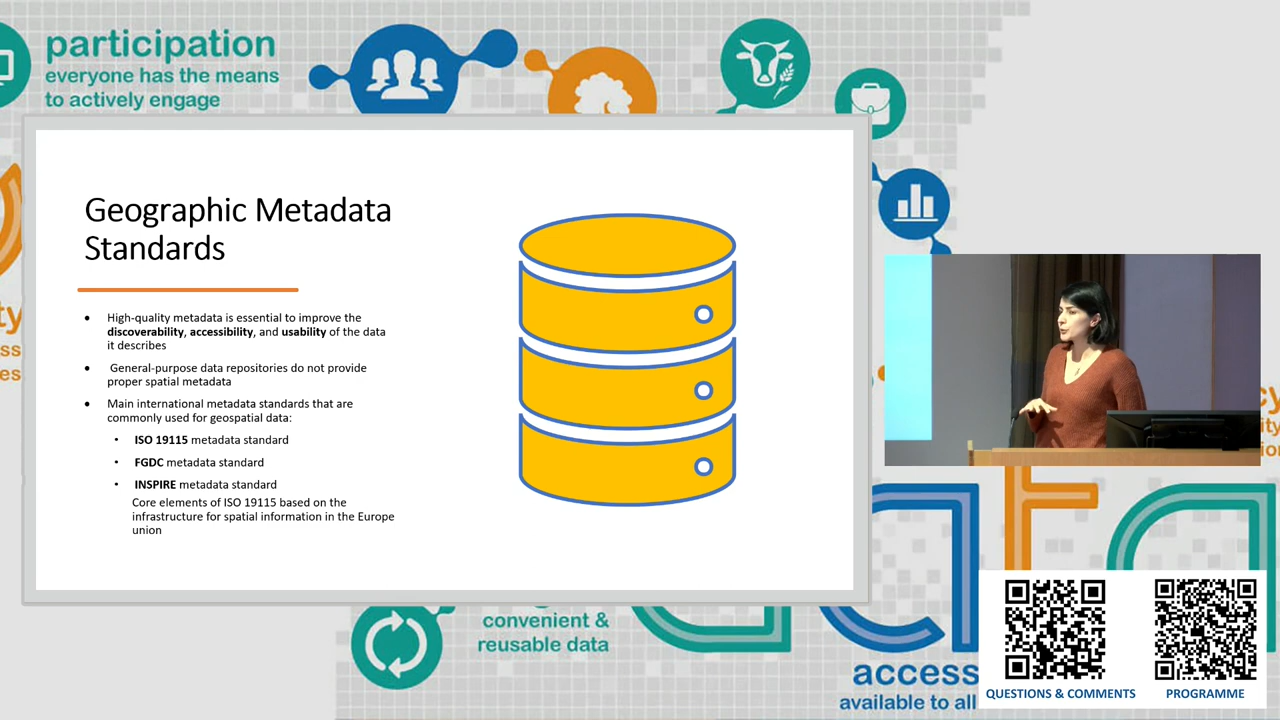 participation
everyone has the means
to actively engage
Geographic Metadata
Standards
• High-quality metadata is essential to improve the
discoverability, accessibility, and usability of the data
it describes
• General-purpose data repositories do not provide
proper spatial metadata
• Main international metadata standards that are
commonly used for geospatial data:
• ISO 19115 metadata standard
• FGDC metadata standard
• INSPIRE metadata standard
Core elements of ISO 19115 based on the
infrastructure for spatial information in the Europe
union
convenient &
reusable data
access
available to all
QUESTIONS & COMMENTS
PROGRAMME